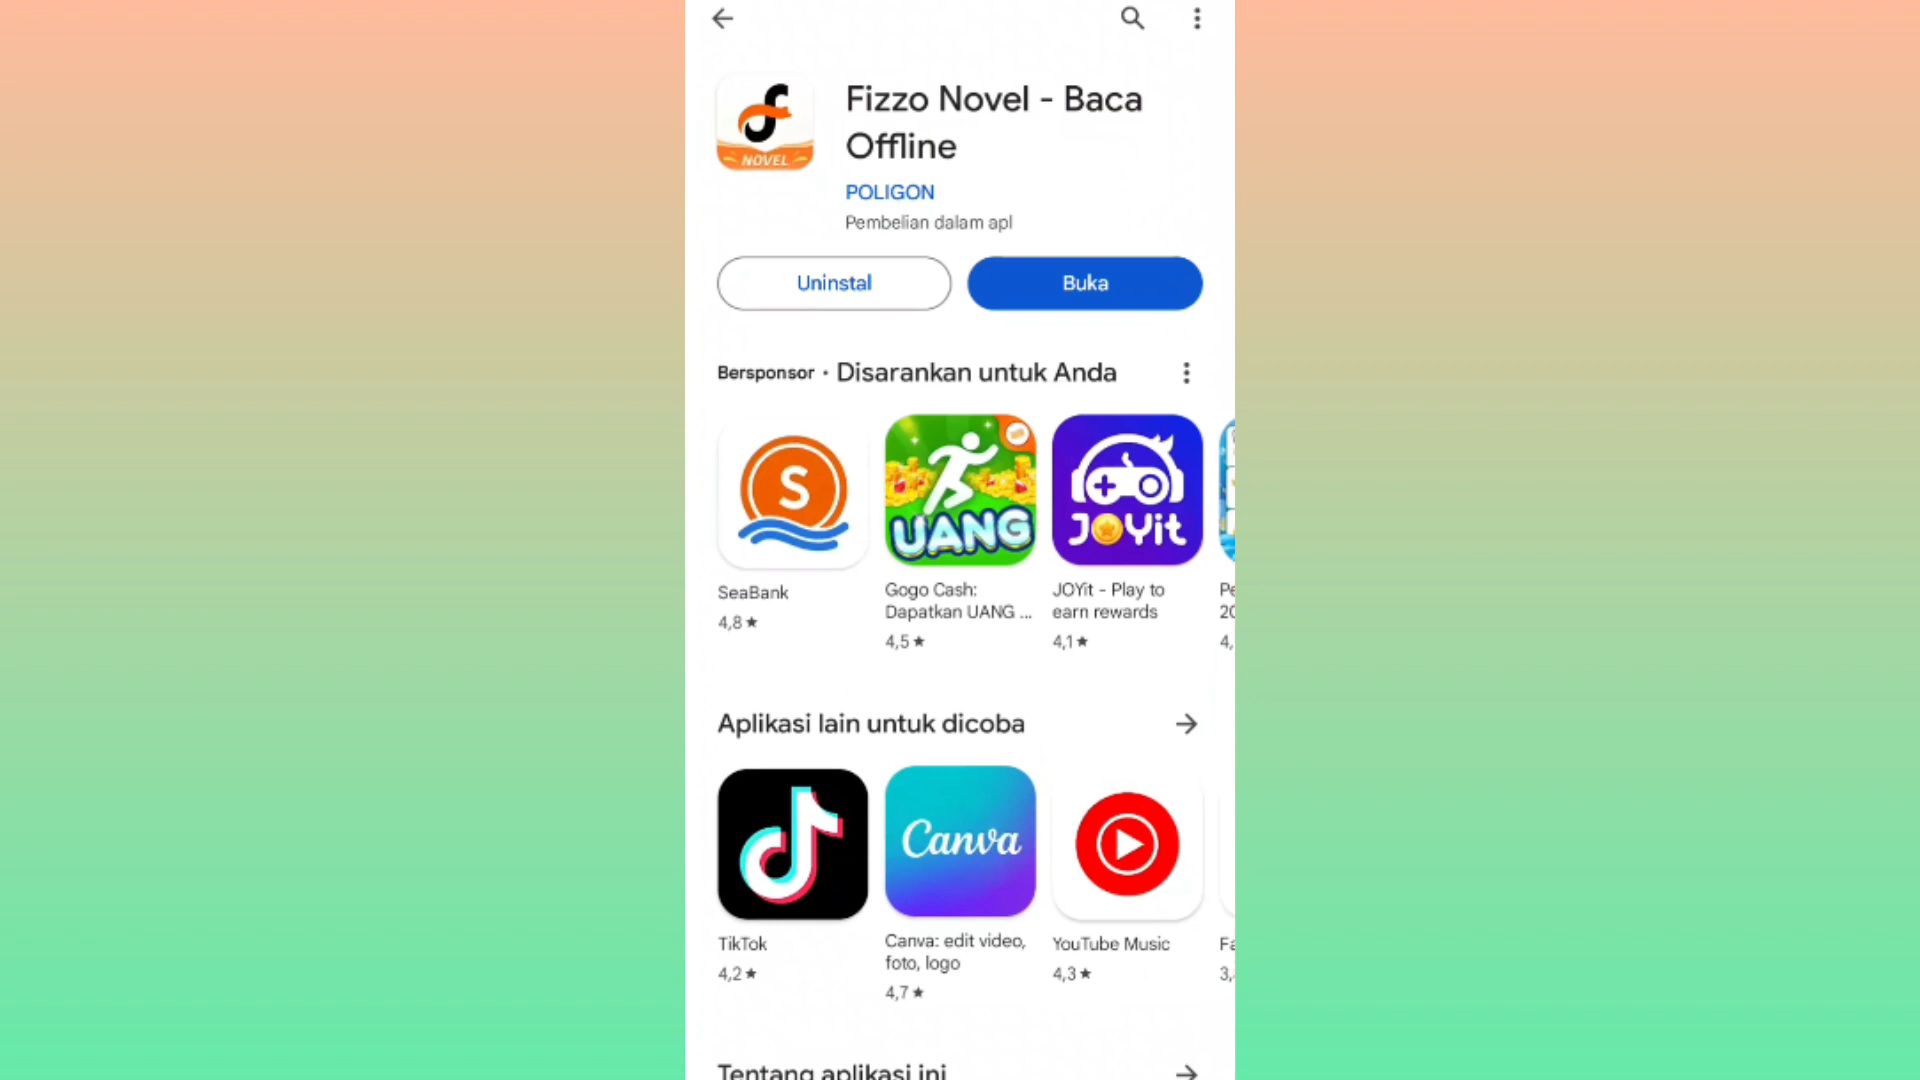 Fizzo Novel - Baca
Offline
POLIGON
Pembelian dalam apl
NOVEL
Uninstal
Buka
Bersponsor • Disarankan untuk Anda
S
UANG
JOYit
SeaBank
4,8 ★
Gogo Cash:
Dapatkan UANG ...
4,5 ★
JOYit - Play to
earn rewards
4,1 ★
Aplikasi lain untuk dicoba
Canva
TikTok
4,2 ★
Canva: edit video,
foto, logo
4,7 ★
YouTube Music
4,3 ★
Tentang aplikasi ini